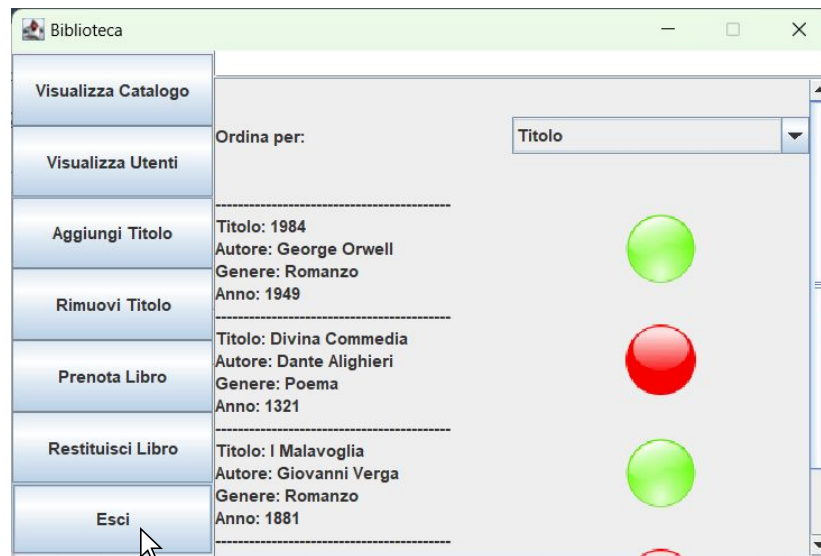 Biblioteca
Visualizza Catalogo
Visualizza Utenti
Aggiungi Titolo
Rimuovi Titolo
Prenota Libro
Restituisci Libro
Esci
Ordina per:
Titolo
------------------------------------------
Titolo: 1984
Autore: George Orwell
Genere: Romanzo
Anno: 1949
------------------------------------------
Titolo: Divina Commedia
Autore: Dante Alighieri
Genere: Poema
Anno: 1321
------------------------------------------
Titolo: I Malavoglia
Autore: Giovanni Verga
Genere: Romanzo
Anno: 1881
------------------------------------------